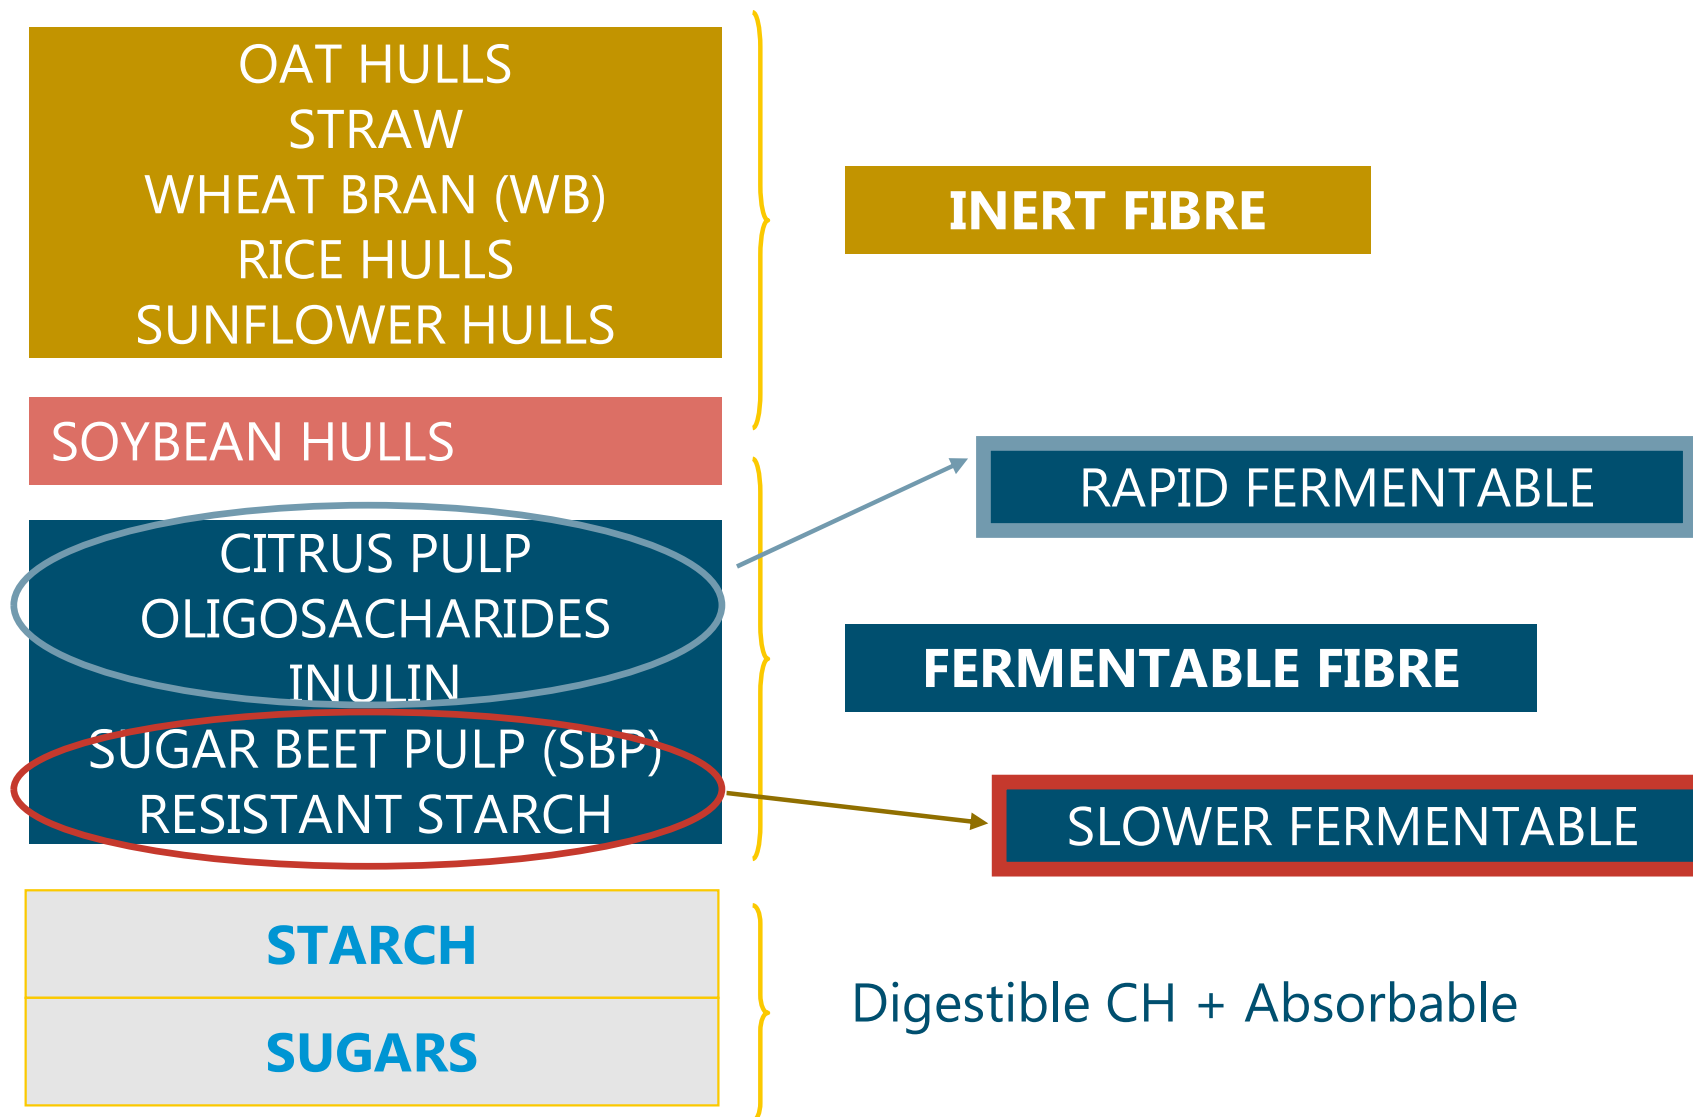 OAT HULLS
STRAW
WHEAT BRAN (WB)
RICE HULLS
SUNFLOWER HULLS
INERT FIBRE
SOYBEAN HULLS
RAPID FERMENTABLE
CITRUS PULP
OLIGOSACHARIDES
INULIN
SUGAR BEET PULP (SBP)
RESISTANT STARCH
FERMENTABLE FIBRE
SLOWER FERMENTABLE
STARCH
SUGARS
Digestible CH + Absorbable